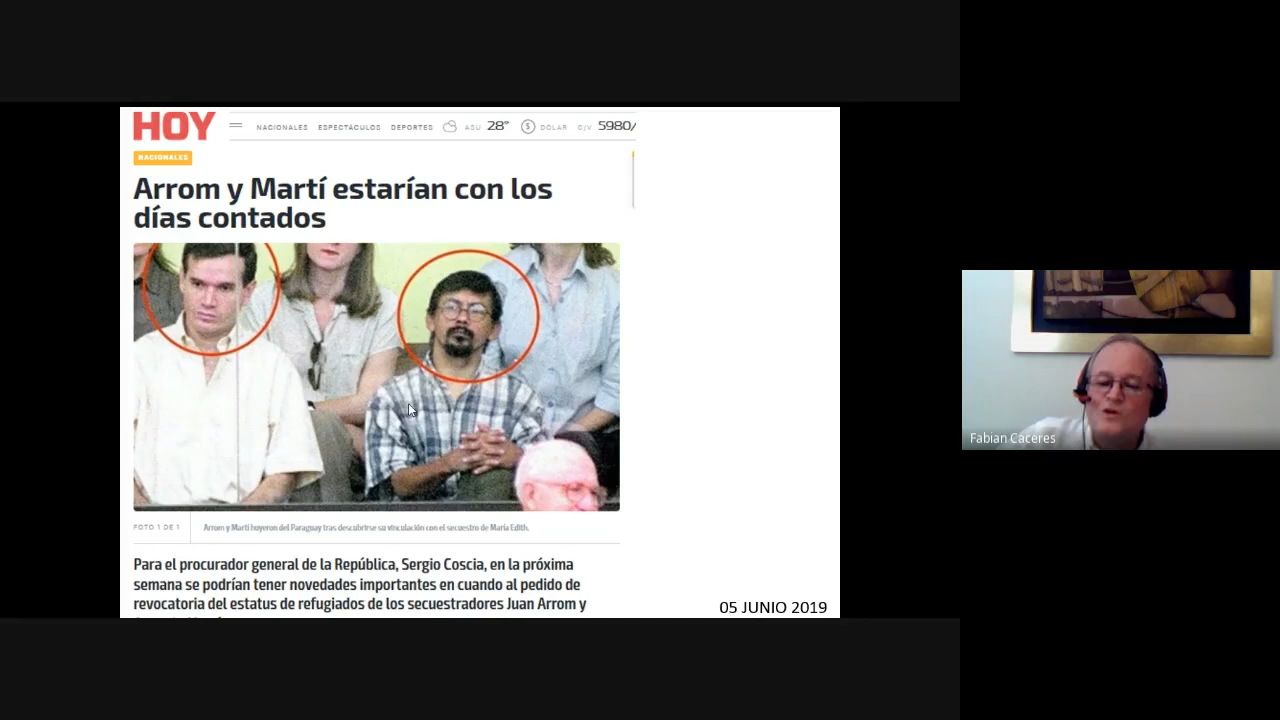 HOY
NACIONALES ESPECTÁCULOS DEPORTES ASU 28° $ DOLAR C/V 5980/
NACIONALES
Arrom y Martí estarían con los
días contados
FOTO 1 DE 1
Arrom y Martí huyeron del Paraguay tras descubrirse su vinculación con el secuestro de María Edith.
Para el procurador general de la República, Sergio Coscia, en la próxima
semana se podrían tener novedades importantes en cuando al pedido de
revocatoria del estatus de refugiados de los secuestradores Juan Arrom y
05 JUNIO 2019
Fabian Caceres